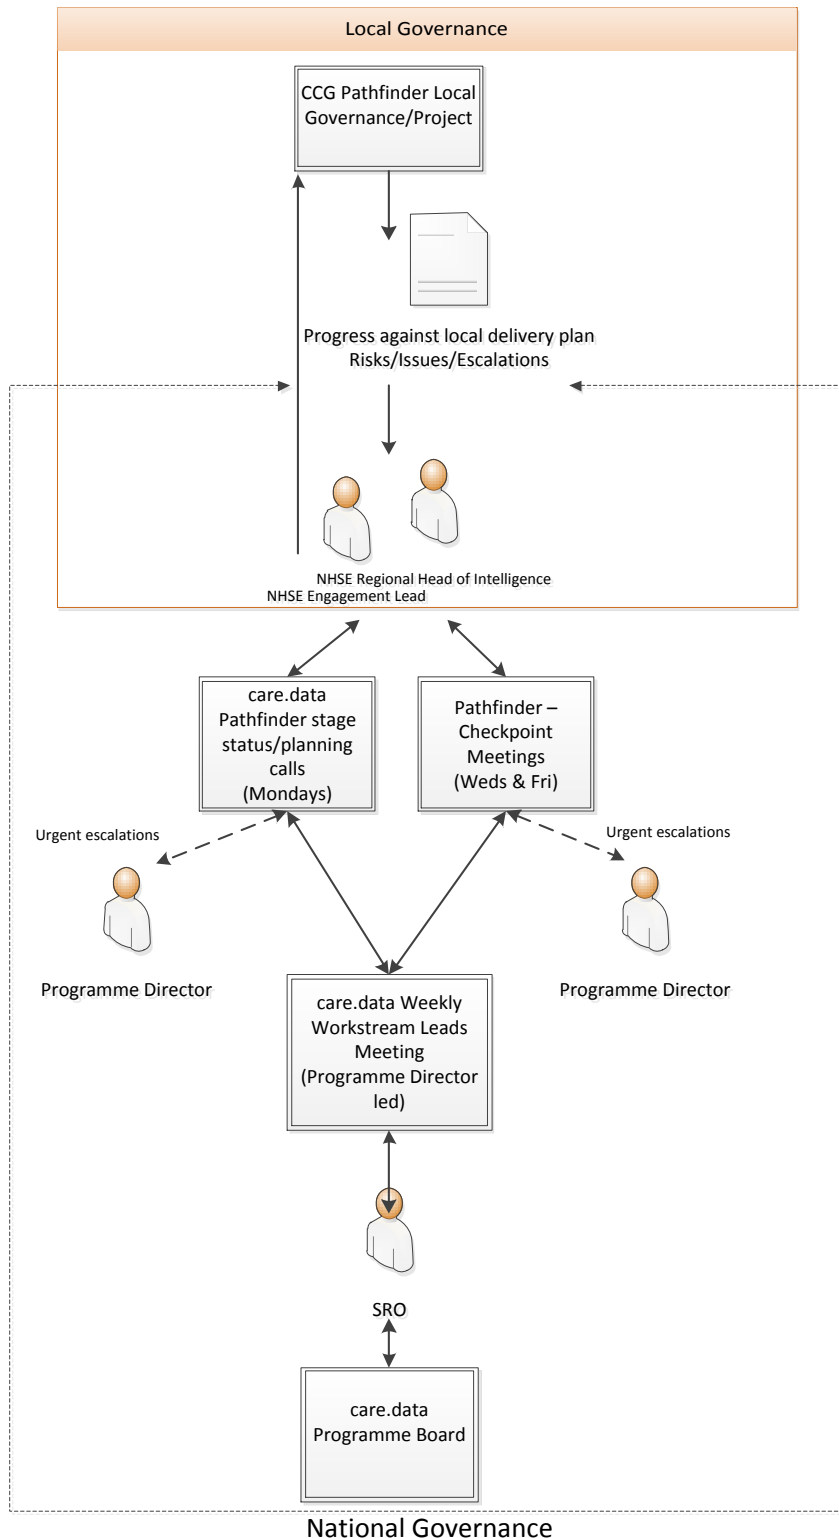 Local Governance
CCG Pathfinder Local
Governance/Project
Progress against local delivery plan
Risks/Issues/Escalations
NHSE Regional Head of Intelligence
NHSE Engagement Lead
care.data
Pathfinder stage
status/planning
calls
(Mondays)
Pathfinder –
Checkpoint
Meetings
(Weds & Fri)
Urgent escalations
Urgent escalations
Programme Director
Programme Director
care.data Weekly
Workstream Leads
Meeting
(Programme Director
led)
SRO
care.data
Programme Board
National Governance